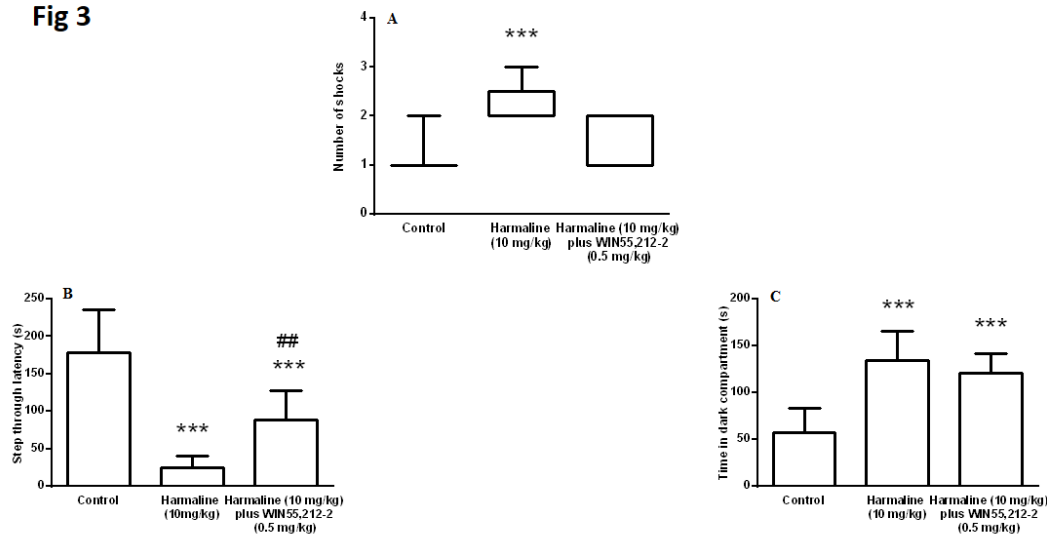 Fig 3
A
Number of shocks
4
3
2
1
0
***
Control
Harmaline
(10 mg/kg)
Harmaline (10 mg/kg)
plus WIN55,212-2
(0.5 mg/kg)
B
Step through latency (s)
250
200
150
100
50
0
***
##
***
Control
Harmaline
(10mg/kg)
Harmaline (10 mg/kg)
plus WIN55,212-2
(0.5 mg/kg)
C
Time in dark compartment (s)
200
150
100
50
0
***
***
Control
Harmaline
(10 mg/kg)
Harmaline (10 mg/kg)
plus WIN55,212-2
(0.5 mg/kg)